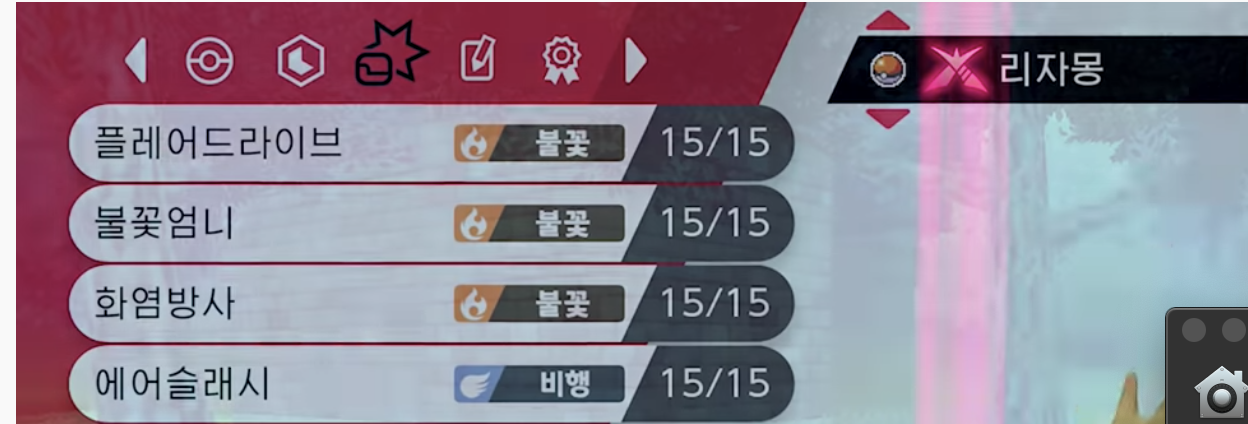 리자몽
플레어드라이브 불꽃 15/15
불꽃엄니 불꽃 15/15
화염방사 불꽃 15/15
에어슬래시 비행 15/15